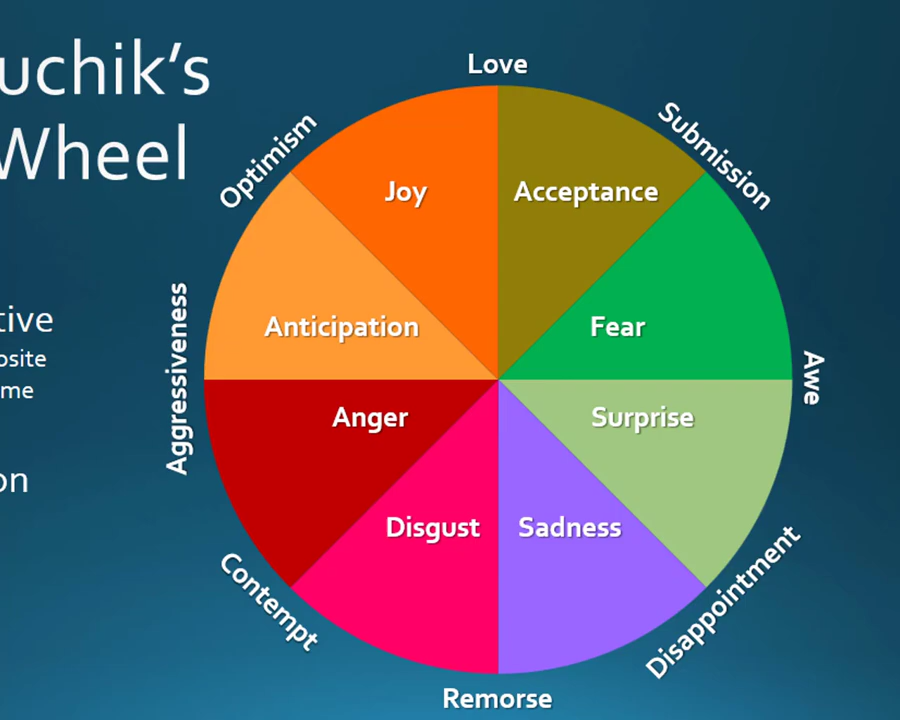 uchik's
Wheel
tive
osite
me
on
Love
Optimism
Submission
Joy
Acceptance
Anticipation
Fear
Aggressiveness
Awe
Anger
Surprise
Disgust
Sadness
Contempt
Disappointment
Remorse